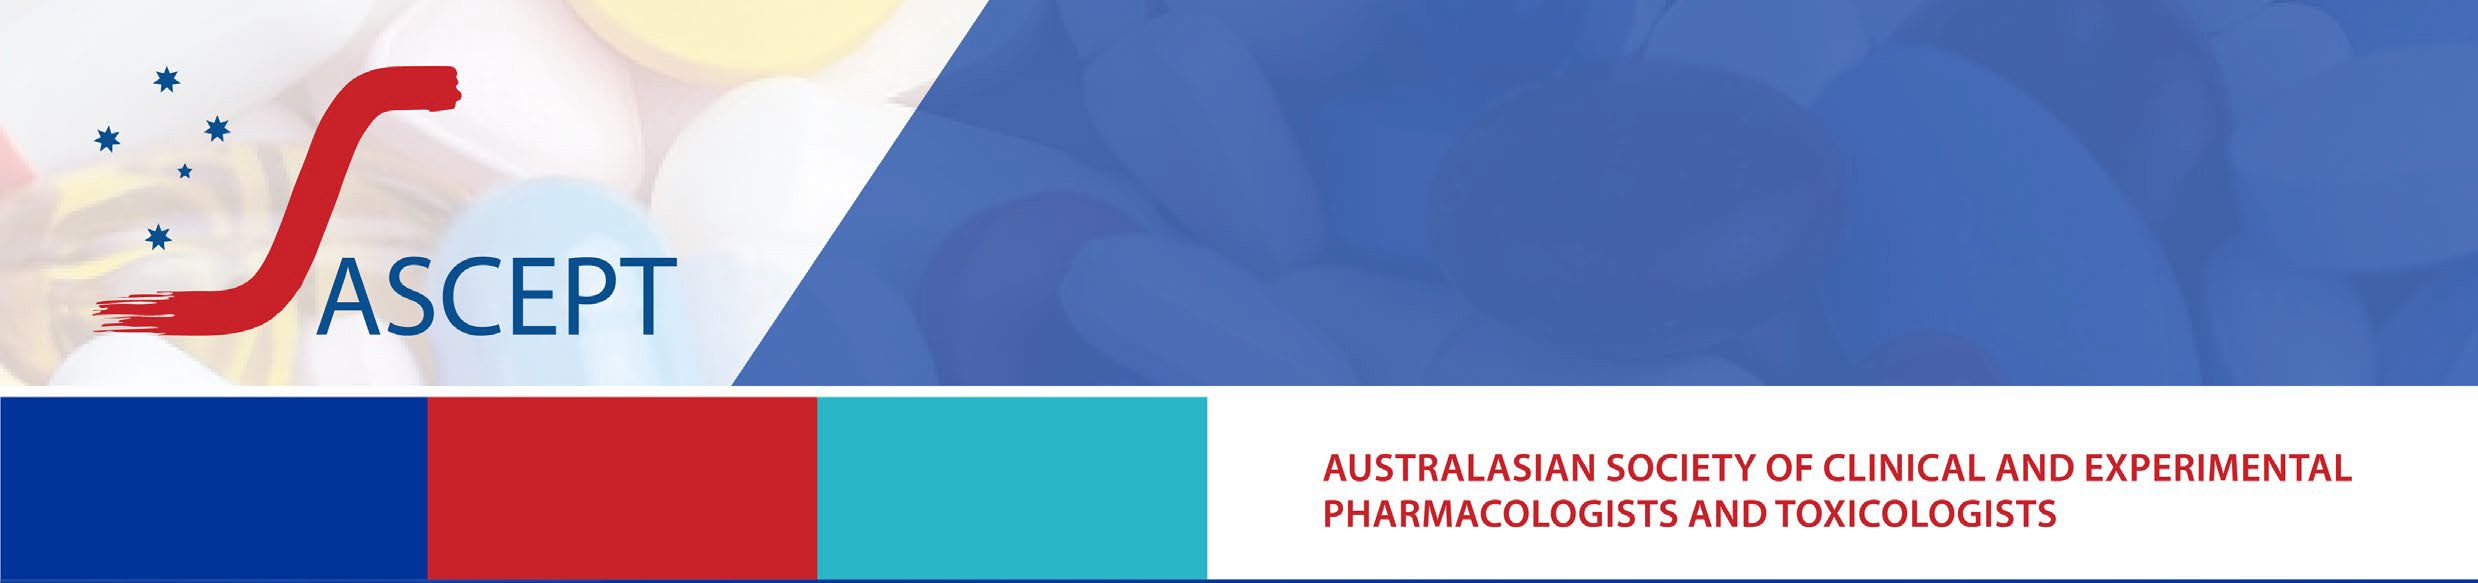 ASCEPT
AUSTRALASIAN SOCIETY OF CLINICAL AND EXPERIMENTAL
PHARMACOLOGISTS AND TOXICOLOGISTS